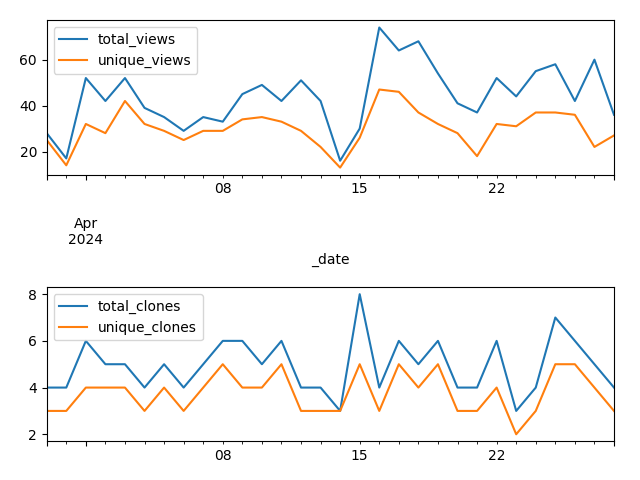 total_views
unique_views
60
40
20
08
15
22
Apr
2024
_date
total_clones
unique_clones
8
6
4
2
08
15
22